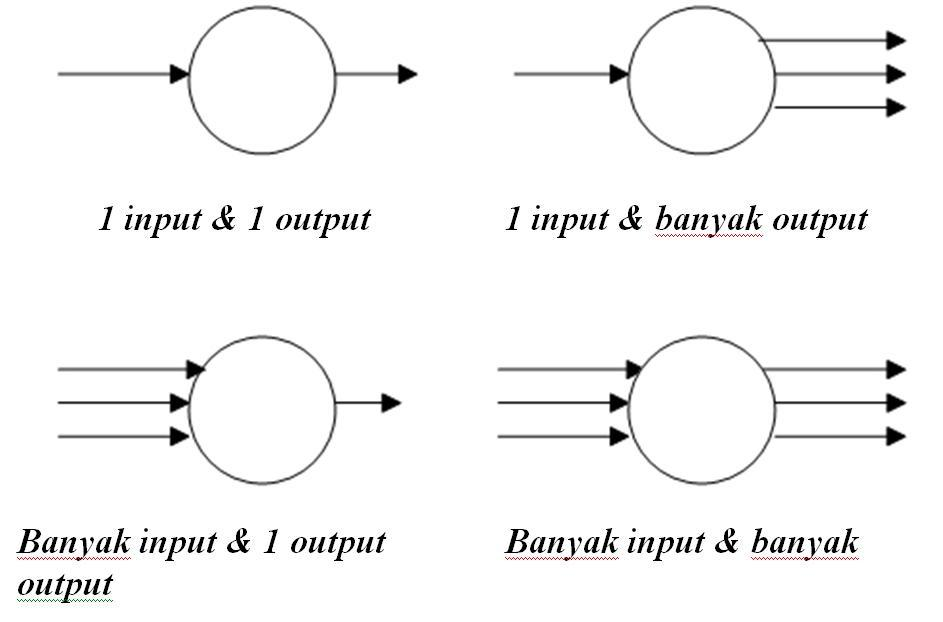 1 input & 1 output
1 input & banyak output
Banyak input & 1 output
Banyak input & banyak
output